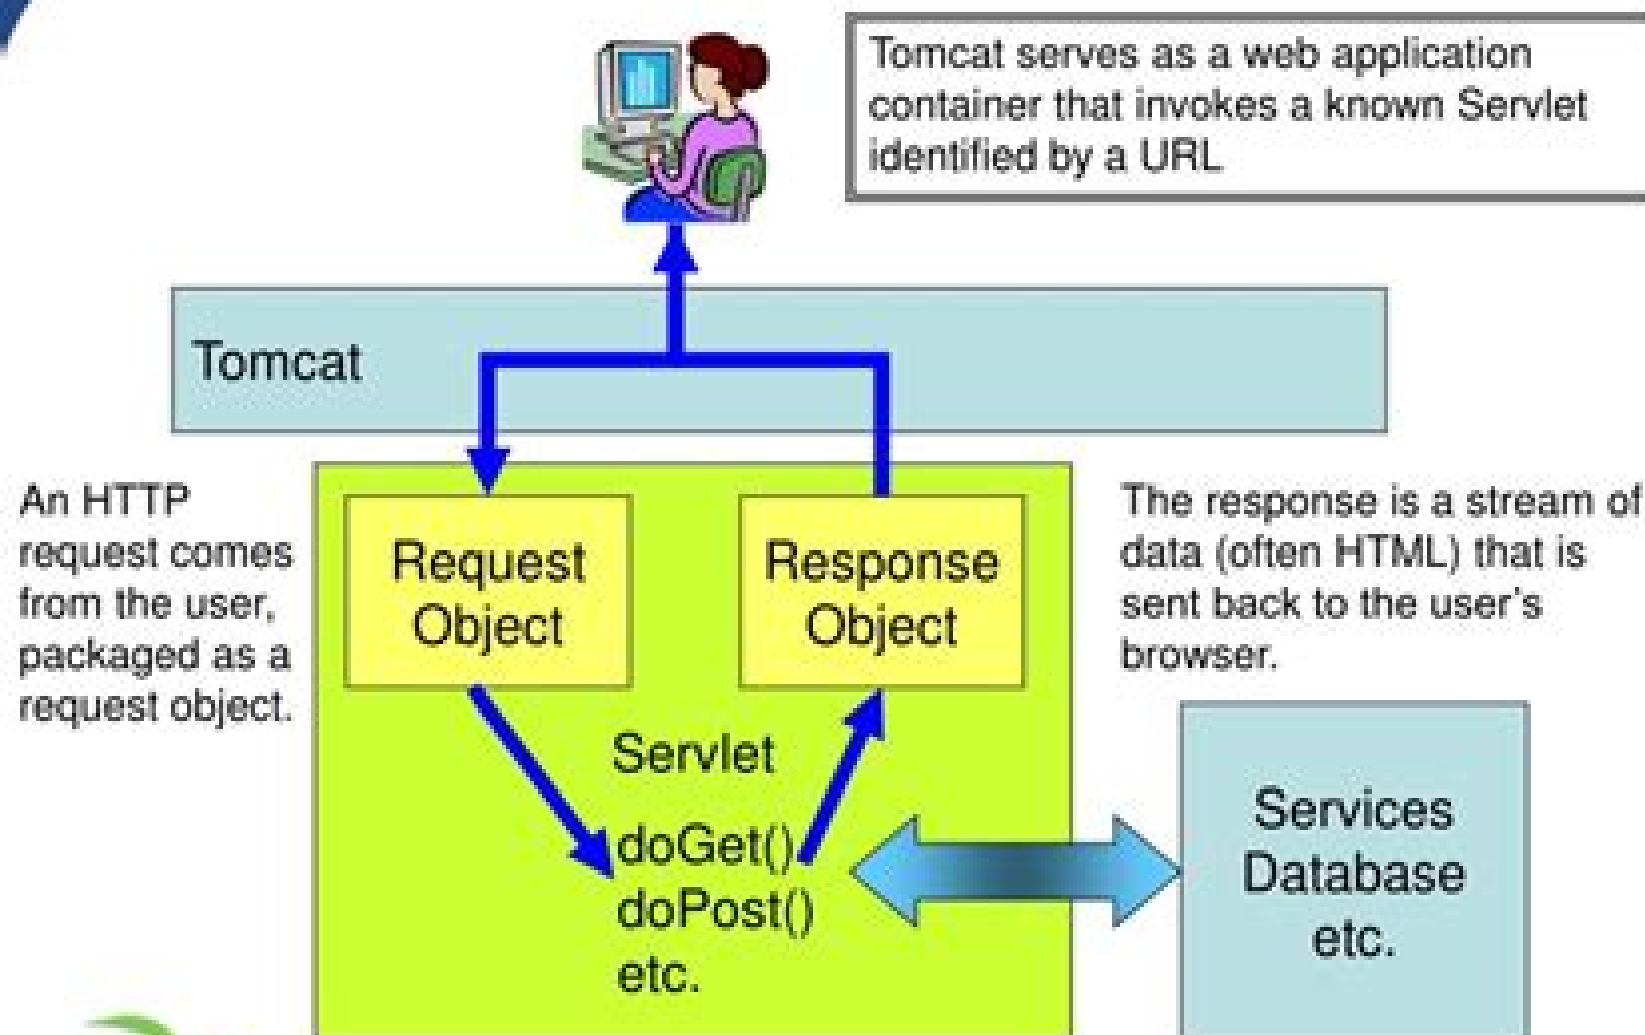 Tomcat serves as a web application
container that invokes a known Servlet
identified by a URL
Tomcat
An HTTP
request comes
from the user,
packaged as a
request object.
Request
Object
Response
Object
The response is a stream of
data (often HTML) that is
sent back to the user's
browser.
Servlet
doGet()
doPost()
etc.
Services
Database
etc.